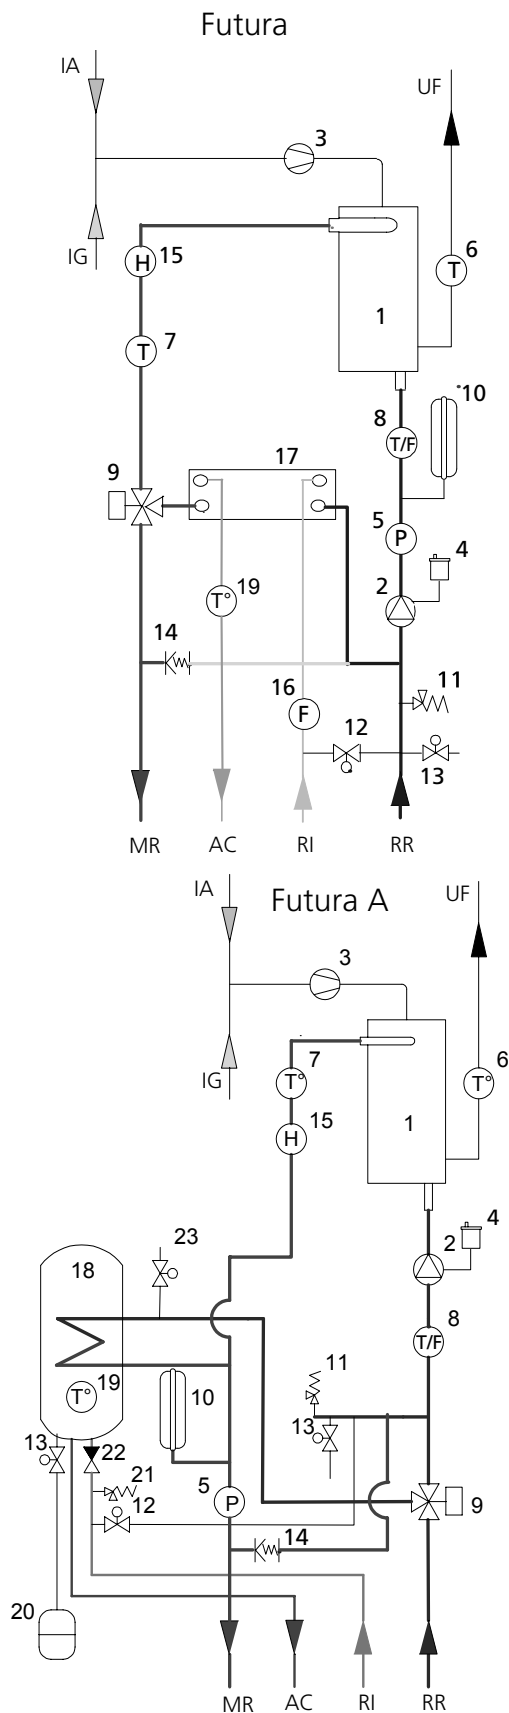 Futura
IA
UF
3
6
T
IG
15
H
1
7
T
10
8
T/F
17
9
5
P
4
2
19
T°
14
11
16
F
12
13
MR AC RI RR
IA
Futura A
UF
3
7
6
T°
T°
IG
15
H
1
4
2
23
18
8
T/F
11
19
T°
10
13
13
22
21
5
P
12
9
14
20
MR AC RI RR